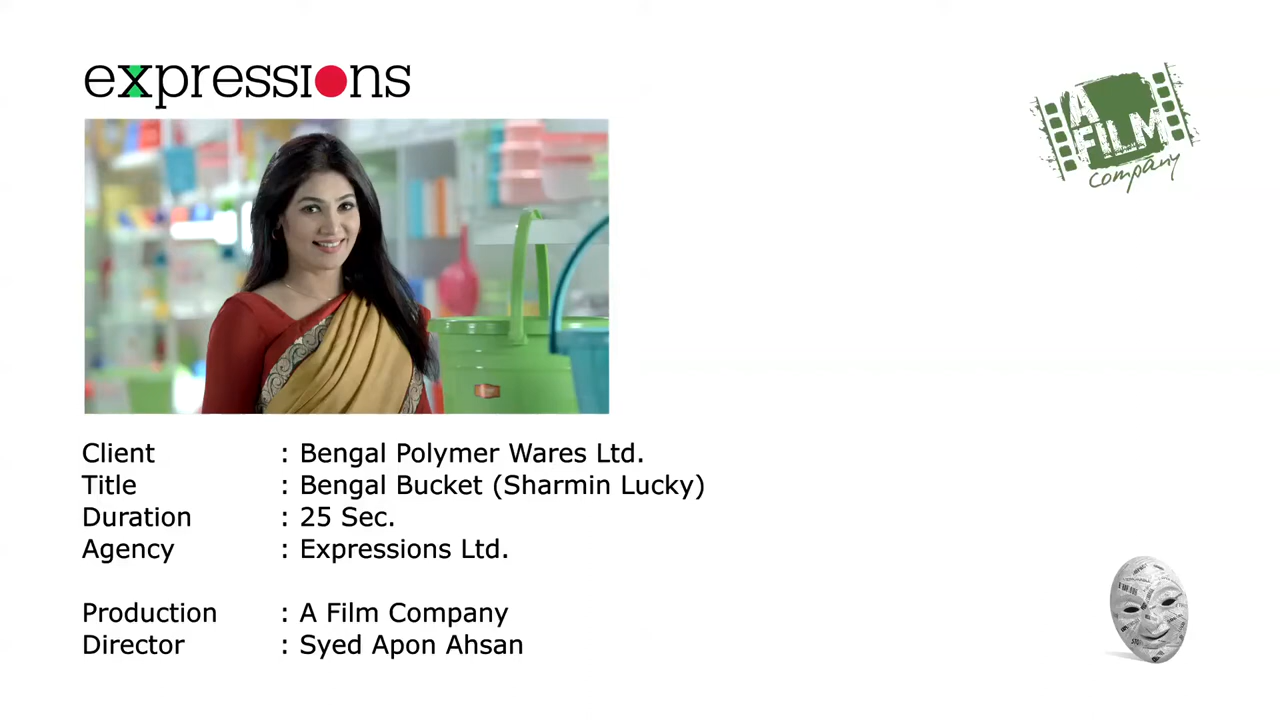 expressions
A
FILM
company
Client : Bengal Polymer Wares Ltd.
Title : Bengal Bucket (Sharmin Lucky)
Duration : 25 Sec.
Agency : Expressions Ltd.
Production : A Film Company
Director : Syed Apon Ahsan